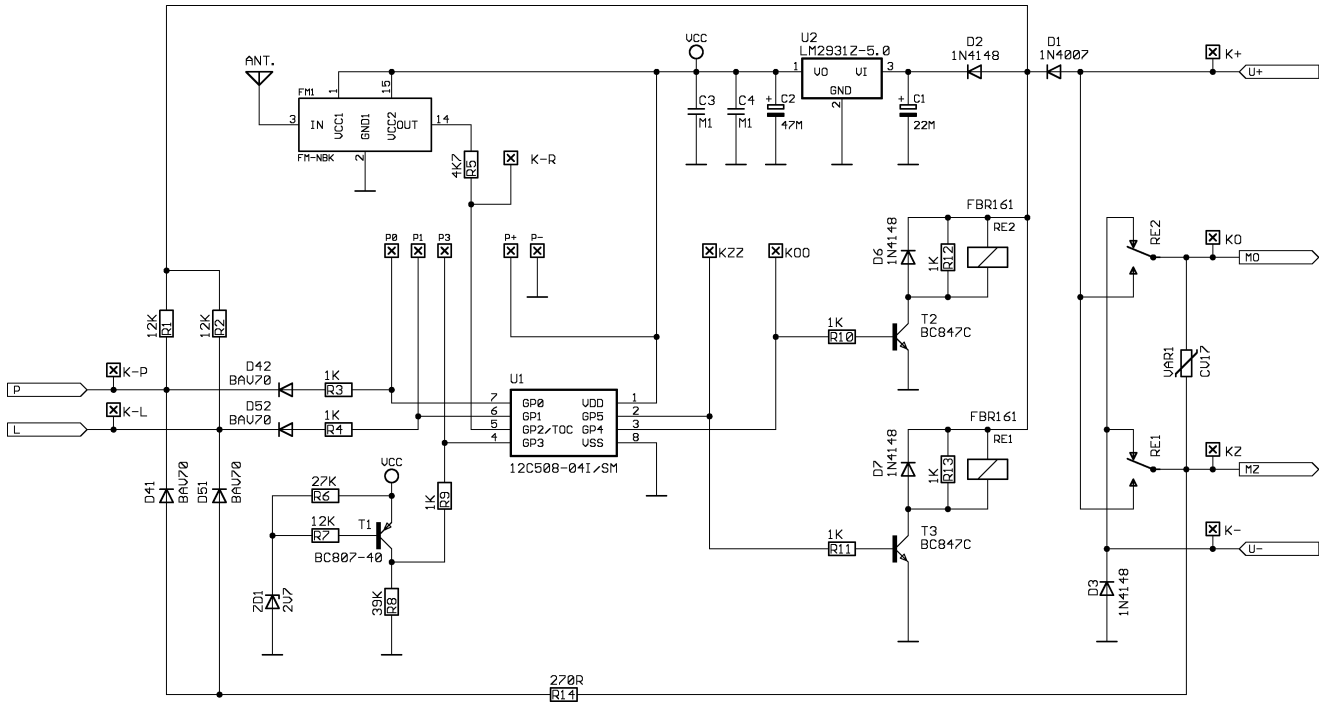 ANT.
FM1
1
15
3
IN
VCC1
GND1
VCC2
OUT
14
2
FM-NBK
4K7
R5
K-R
VCC
C3
M1
C4
M1
+
C2
47M
U2
LM2931Z-5.0
1
VO
VI
3
GND
2
+
C1
22M
D2
1N4148
D1
1N4007
K+
U+
P0
P1
P3
P+
P-
KZZ
KOO
D6
1N4148
1K
R12
FBR161
RE2
RE2
KO
MO
12K
R1
12K
R2
1K
R10
T2
BC847C
VAR1
CV17
P
K-P
D42
BAV70
1K
R3
L
K-L
D52
BAV70
1K
R4
U1
7
GP0
VDD
1
6
GP1
GP5
2
5
GP2/TOC
GP4
3
4
GP3
VSS
8
12C508-04I/SM
D7
1N4148
1K
R13
FBR161
RE1
RE1
KZ
MZ
D41
BAV70
D51
BAV70
27K
R6
12K
R7
VCC
T1
BC807-40
1K
R9
1K
R11
T3
BC847C
K-
U-
ZD1
2V7
39K
R8
D3
1N4148
270R
R14